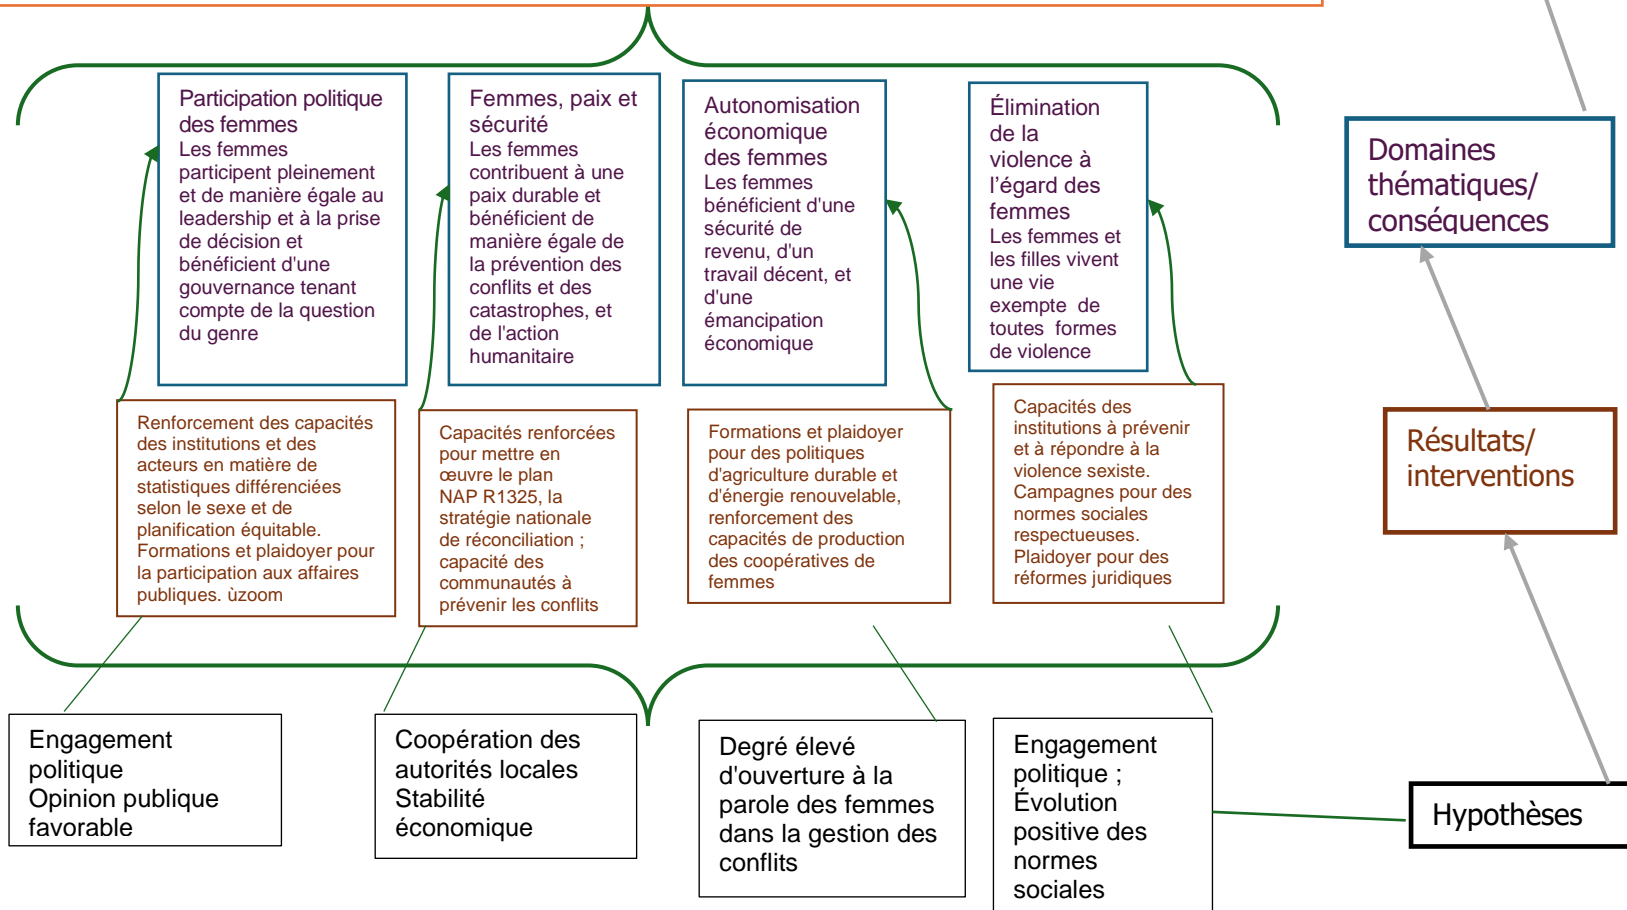 Participation politique
des femmes
Les femmes
participent pleinement
et de manière égale au
leadership et à la prise
de décision et
bénéficient d'une
gouvernance tenant
compte de la question
du genre
Femmes, paix et
sécurité
Les femmes
contribuent à une
paix durable et
bénéficient de
manière égale de
la prévention des
conflits et des
catastrophes, et
de l'action
humanitaire
Autonomisation
économique
des femmes
Les femmes
bénéficient d'une
sécurité de
revenu, d'un
travail décent, et
d'une
émancipation
économique
Élimination
de la
violence à
l’égard des
femmes
Les femmes et
les filles vivent
une vie
exempte de
toutes formes
de violence
Domaines
thématiques/
conséquences
Renforcement des capacités
des institutions et des
acteurs en matière de
statistiques différenciées
selon le sexe et de
planification équitable.
Formations et plaidoyer pour
la participation aux affaires
publiques. ùzoom
Capacités renforcées
pour mettre en
œuvre le plan
NAP R1325, la
stratégie nationale
de réconciliation ;
capacité des
communautés à
prévenir les conflits
Formations et plaidoyer
pour des politiques
d'agriculture durable et
d'énergie renouvelable,
renforcement des
capacités de production
des coopératives de
femmes
Capacités des
institutions à prévenir
et à répondre à la
violence sexiste.
Campagnes pour des
normes sociales
respectueuses.
Plaidoyer pour des
réformes juridiques
Résultats/
interventions
Engagement
politique
Opinion publique
favorable
Coopération des
autorités locales
Stabilité
économique
Degré élevé
d'ouverture à la
parole des femmes
dans la gestion des
conflits
Engagement
politique ;
Évolution
positive des
normes
sociales
Hypothèses